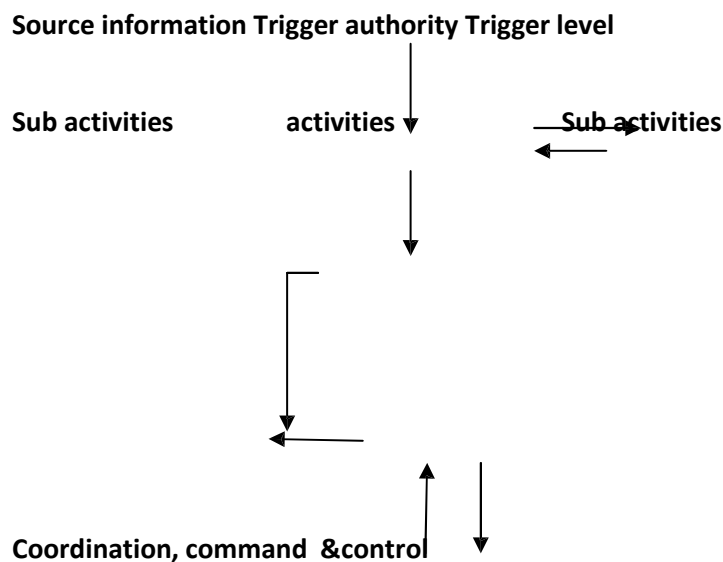 Source information Trigger authority Trigger level
Sub activities activities Sub activities
Coordination, command &control